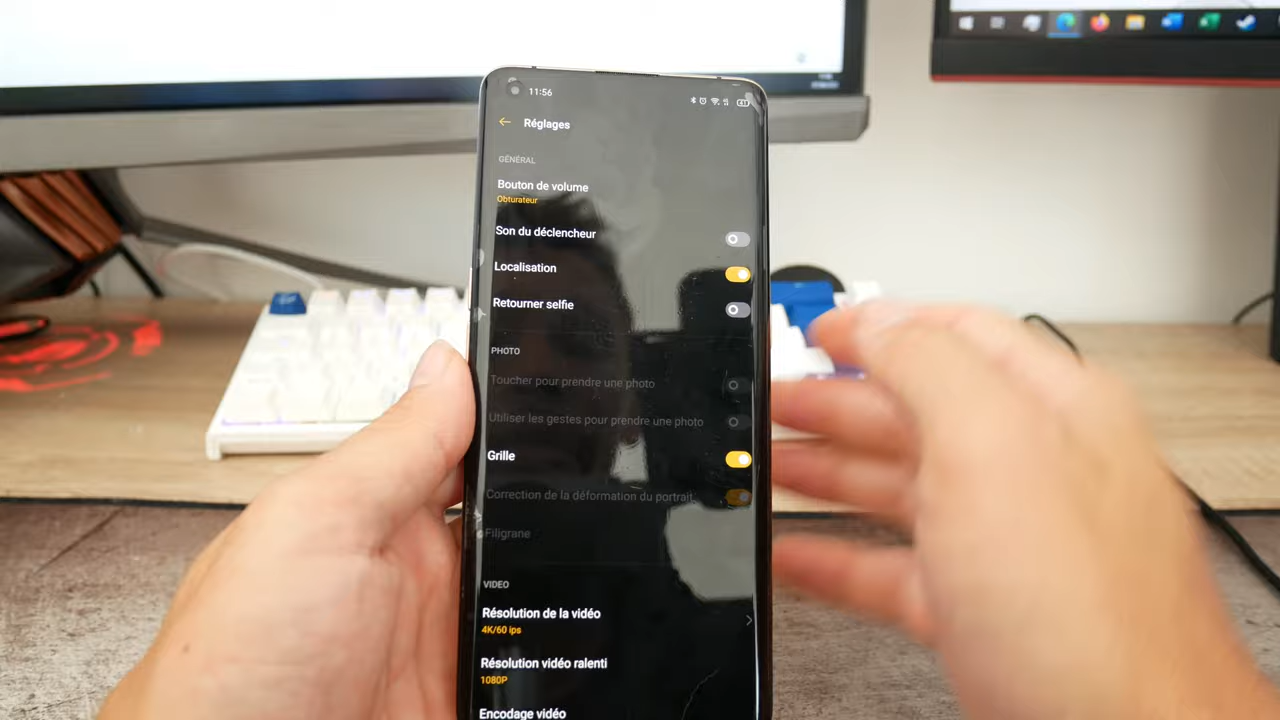 11:56
41
Réglages
GÉNÉRAL
Bouton de volume
Obturateur
Son du déclencheur
Localisation
Retourner selfie
PHOTO
Toucher pour prendre une photo
Utiliser les gestes pour prendre une photo
Grille
Correction de la déformation du portrait
Filigrane
VIDEO
Résolution de la vidéo
4K/60 ips
Résolution vidéo ralenti
1080P
Encodage vidéo